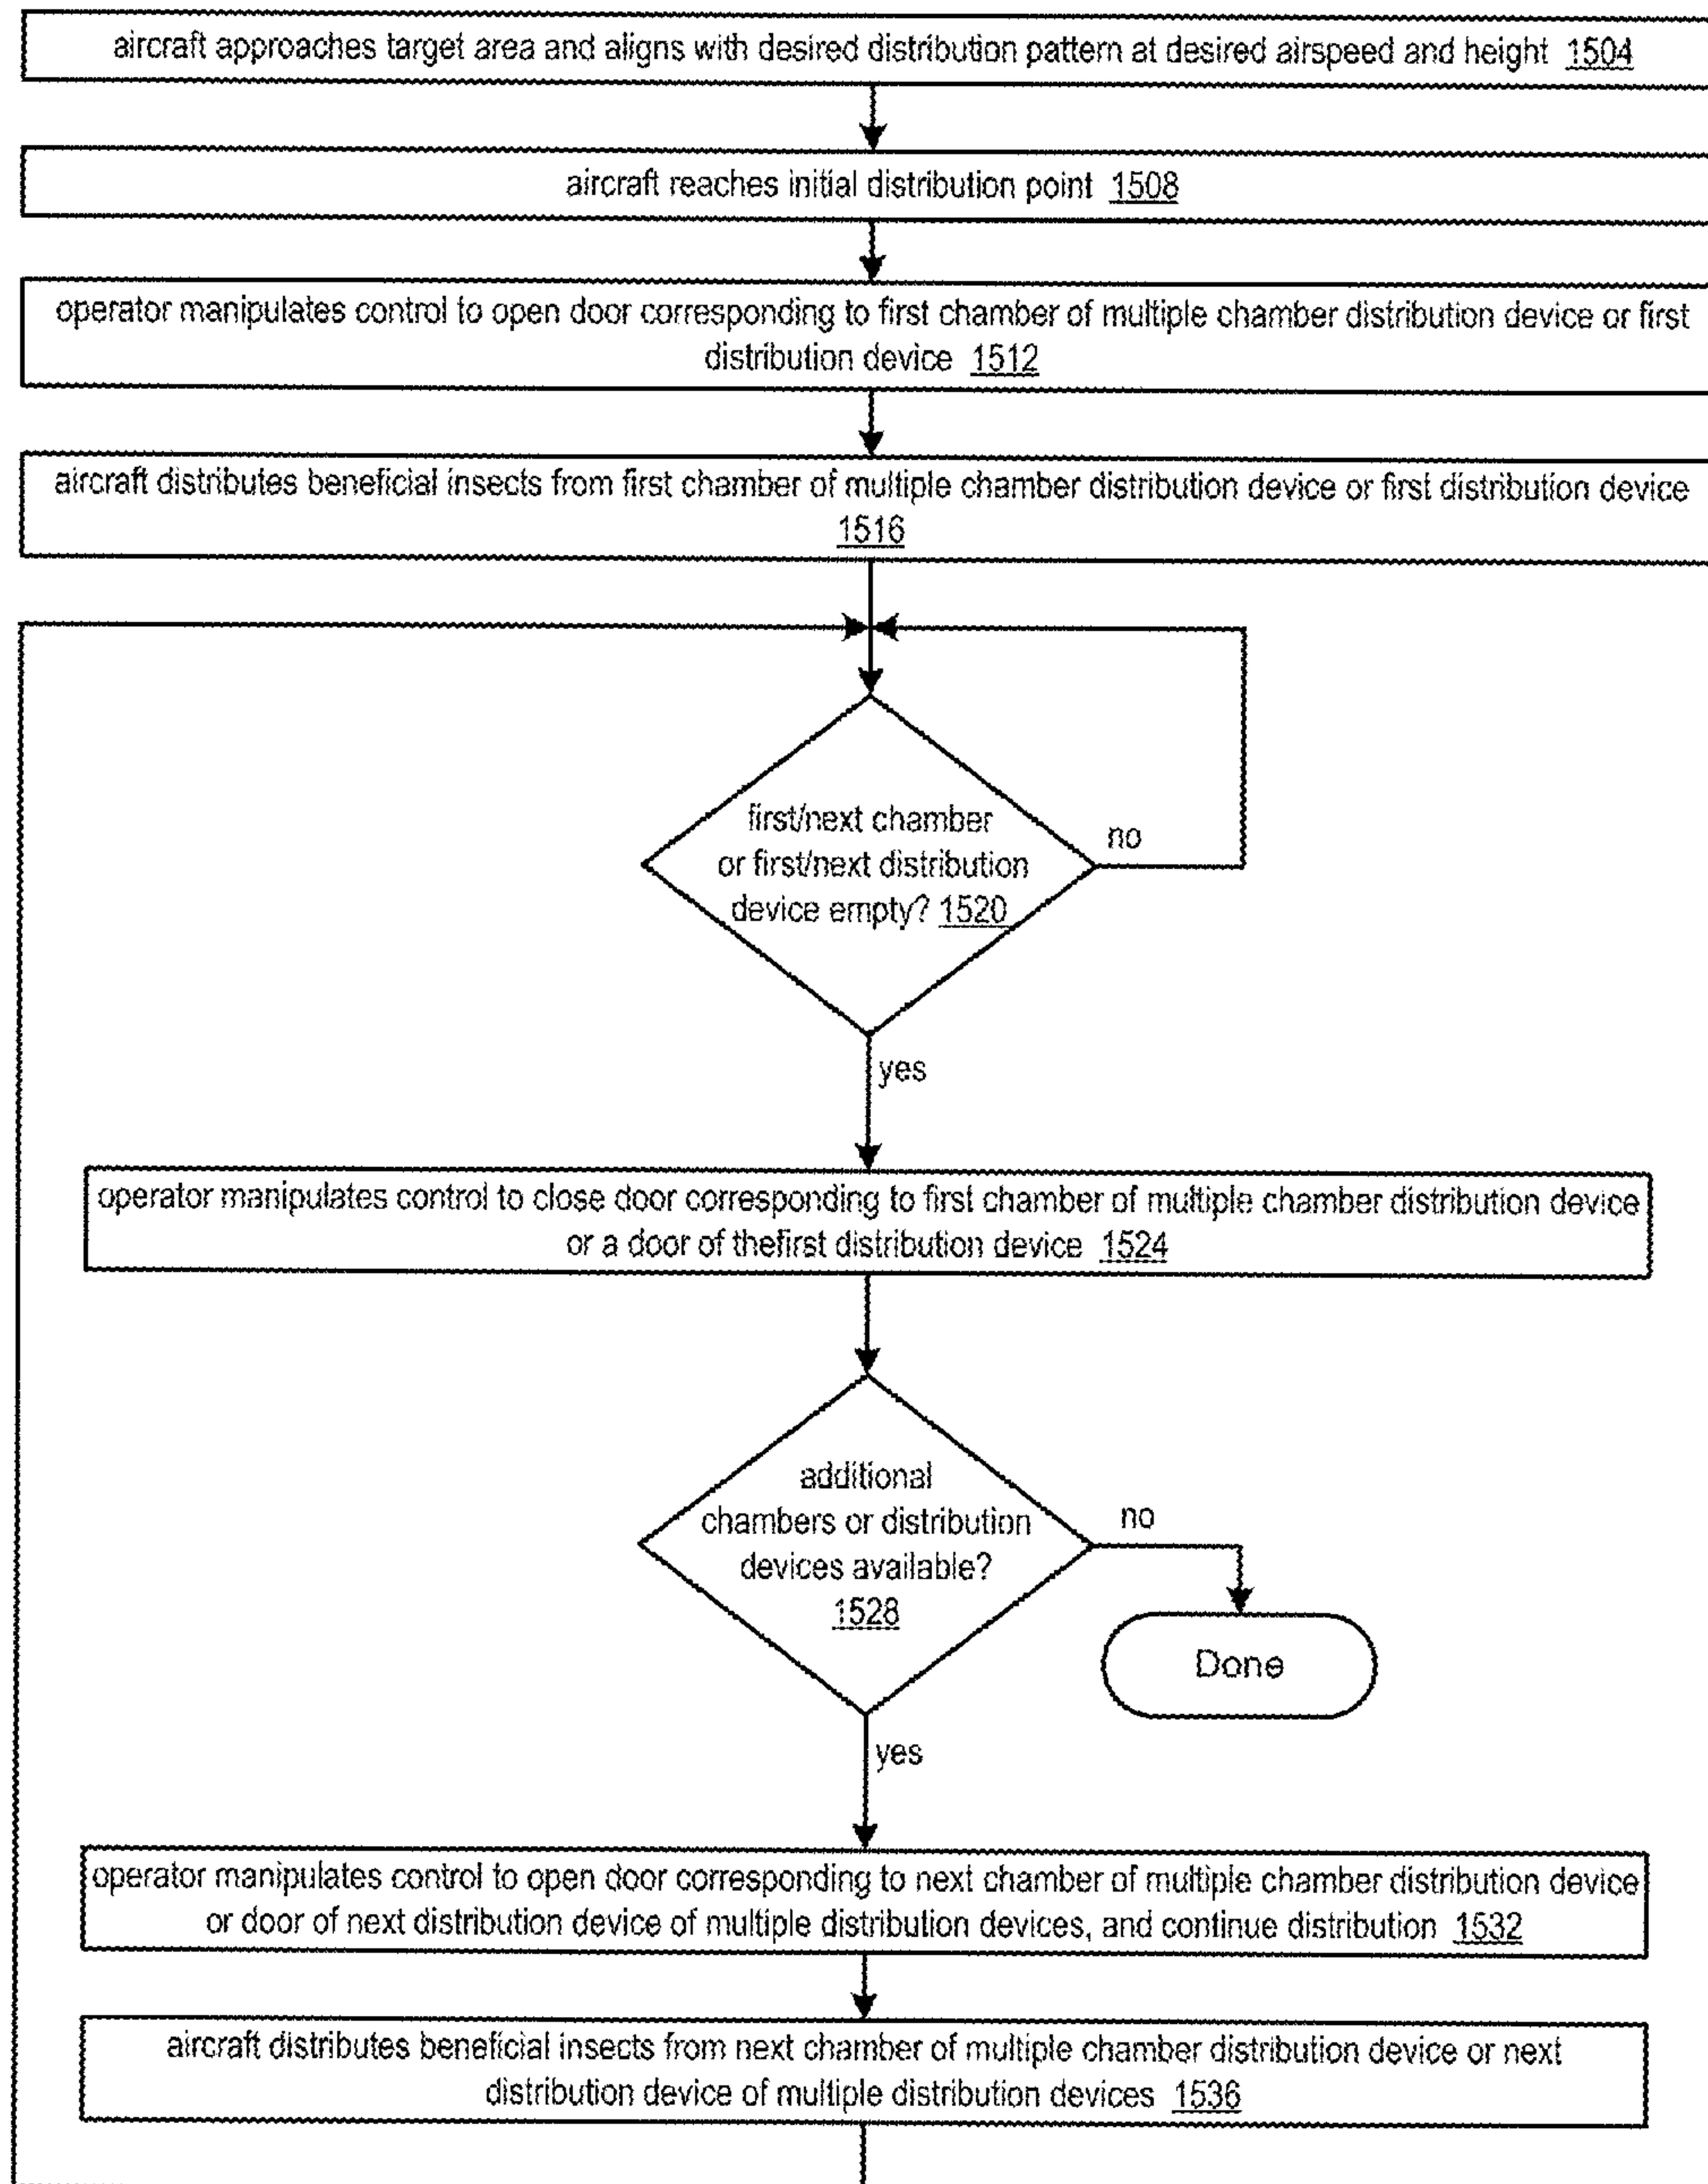 aircraft approaches target area and aligns with desired distribution pattern at desired airspeed and height 1504
aircraft reaches initial distribution point 1508
operator manipulates control to open door corresponding to first chamber of multiple chamber distribution device or first
distribution device 1512
aircraft distributes beneficial insects from first chamber of multiple chamber distribution device or first distribution device
1516
first/next chamber
or first/next distribution
device empty? 1520
no
yes
operator manipulates control to close door corresponding to first chamber of multiple chamber distribution device
or a door of thefirst distribution device 1524
additional
chambers or distribution
devices available?
1528
no
Done
yes
operator manipulates control to open door corresponding to next chamber of multiple chamber distribution device
or door of next distribution device of multiple distribution devices, and continue distribution 1532
aircraft distributes beneficial insects from next chamber of multiple chamber distribution device or next
distribution device of multiple distribution devices 1536